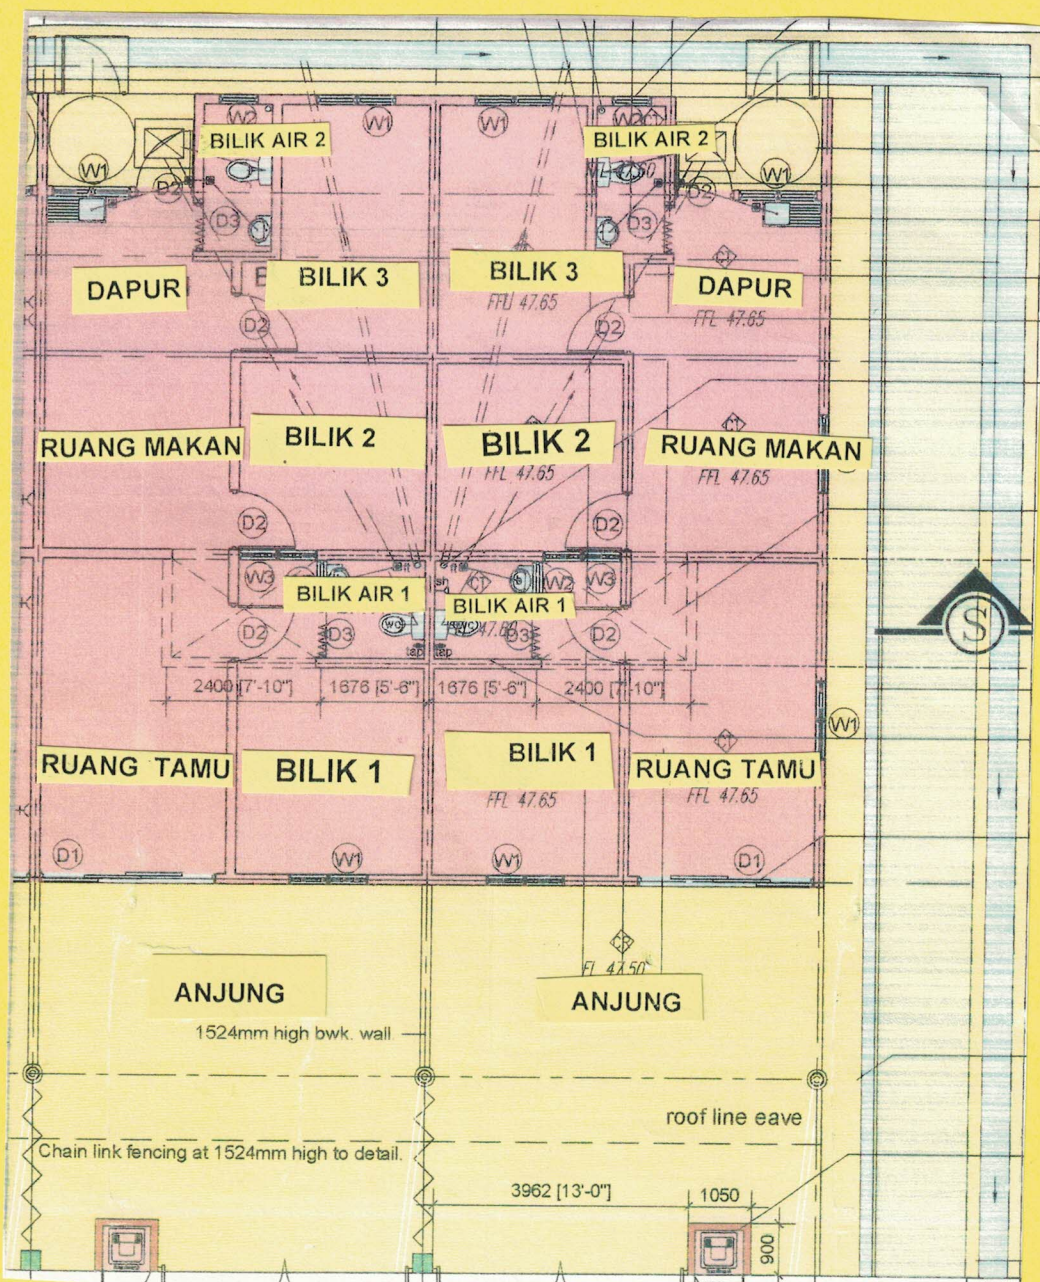 W2
W1
W1
W2
BILIK AIR 2
BILIK AIR 2
W1
W1
D2
D2
D3
D3
DAPUR
BILIK 3
BILIK 3
DAPUR
FFL 47.65
FFL 47.65
D2
D2
RUANG MAKAN
BILIK 2
BILIK 2
RUANG MAKAN
FFL 47.65
FFL 47.65
D2
D2
W3
W2
W3
BILIK AIR 1
BILIK AIR 1
D2
D3
wc
wc
D3
D2
tap
tap
2400 [7'-10"]
1676 [5'-6"]
1676 [5'-6"]
2400 [7'-10"]
S
W1
RUANG TAMU
BILIK 1
BILIK 1
RUANG TAMU
FFL 47.65
FFL 47.65
D1
W1
W1
D1
CR
FL 47.50
ANJUNG
ANJUNG
1524mm high bwk. wall
roof line eave
Chain link fencing at 1524mm high to detail.
3962 [13'-0"]
1050
900